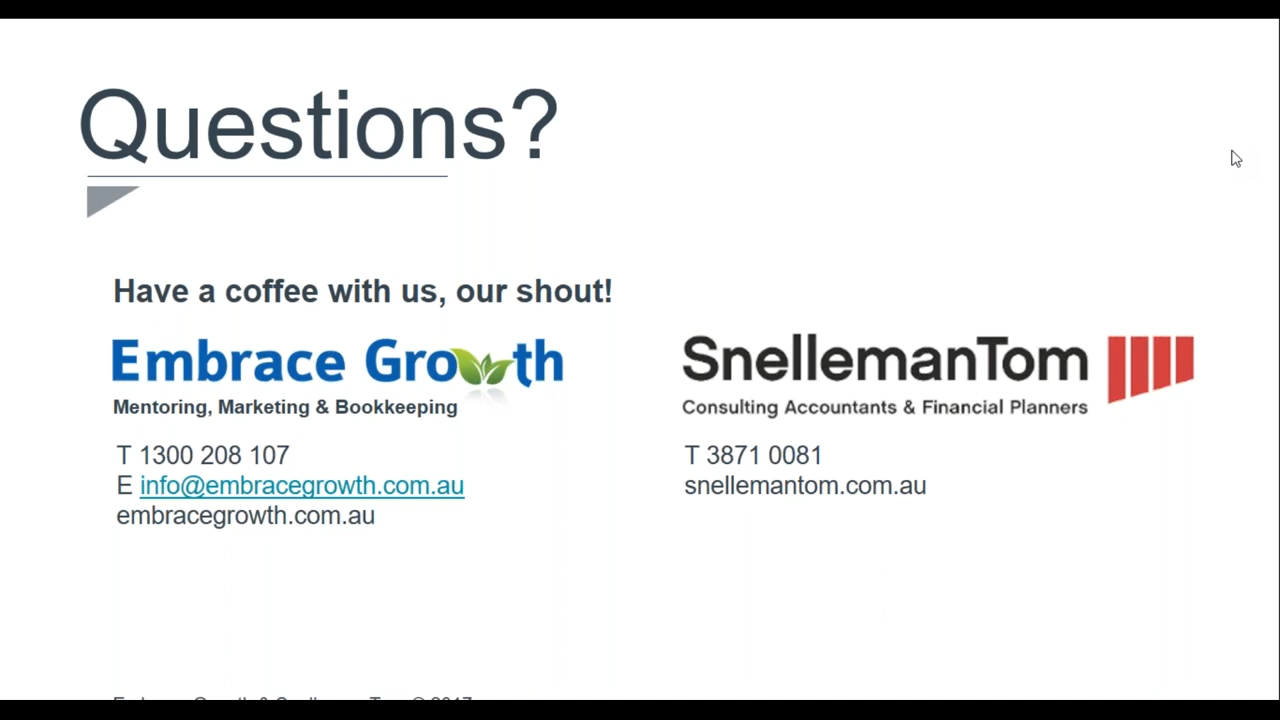 Questions?
Have a coffee with us, our shout!
Embrace Growth
Mentoring, Marketing & Bookkeeping
T 1300 208 107
E info@embracegrowth.com.au
embracegrowth.com.au
SnellemanTom
Consulting Accountants & Financial Planners
T 3871 0081
snellemantom.com.au